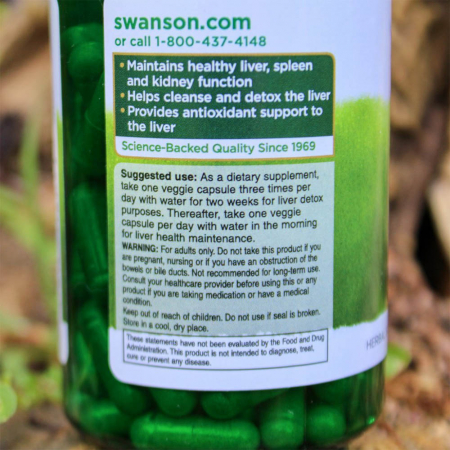 swanson.com
or call 1-800-437-4148
• Maintains healthy liver, spleen
and kidney function
• Helps cleanse and detox the liver
• Provides antioxidant support to
the liver
Science-Backed Quality Since 1969
Suggested use: As a dietary supplement,
take one veggie capsule three times per
day with water for two weeks for liver detox
purposes. Thereafter, take one veggie
capsule per day with water in the morning
for liver health maintenance.
WARNING: For adults only. Do not take this product if you
are pregnant, nursing or if you have an obstruction of the
bowels or bile ducts. Not recommended for long-term use.
Consult your healthcare provider before using this or any
product if you are taking medication or have a medical
condition.
Keep out of reach of children. Do not use if seal is broken.
Store in a cool, dry place.
These statements have not been evaluated by the Food and Drug
Administration. This product is not intended to diagnose, treat,
cure or prevent any disease.